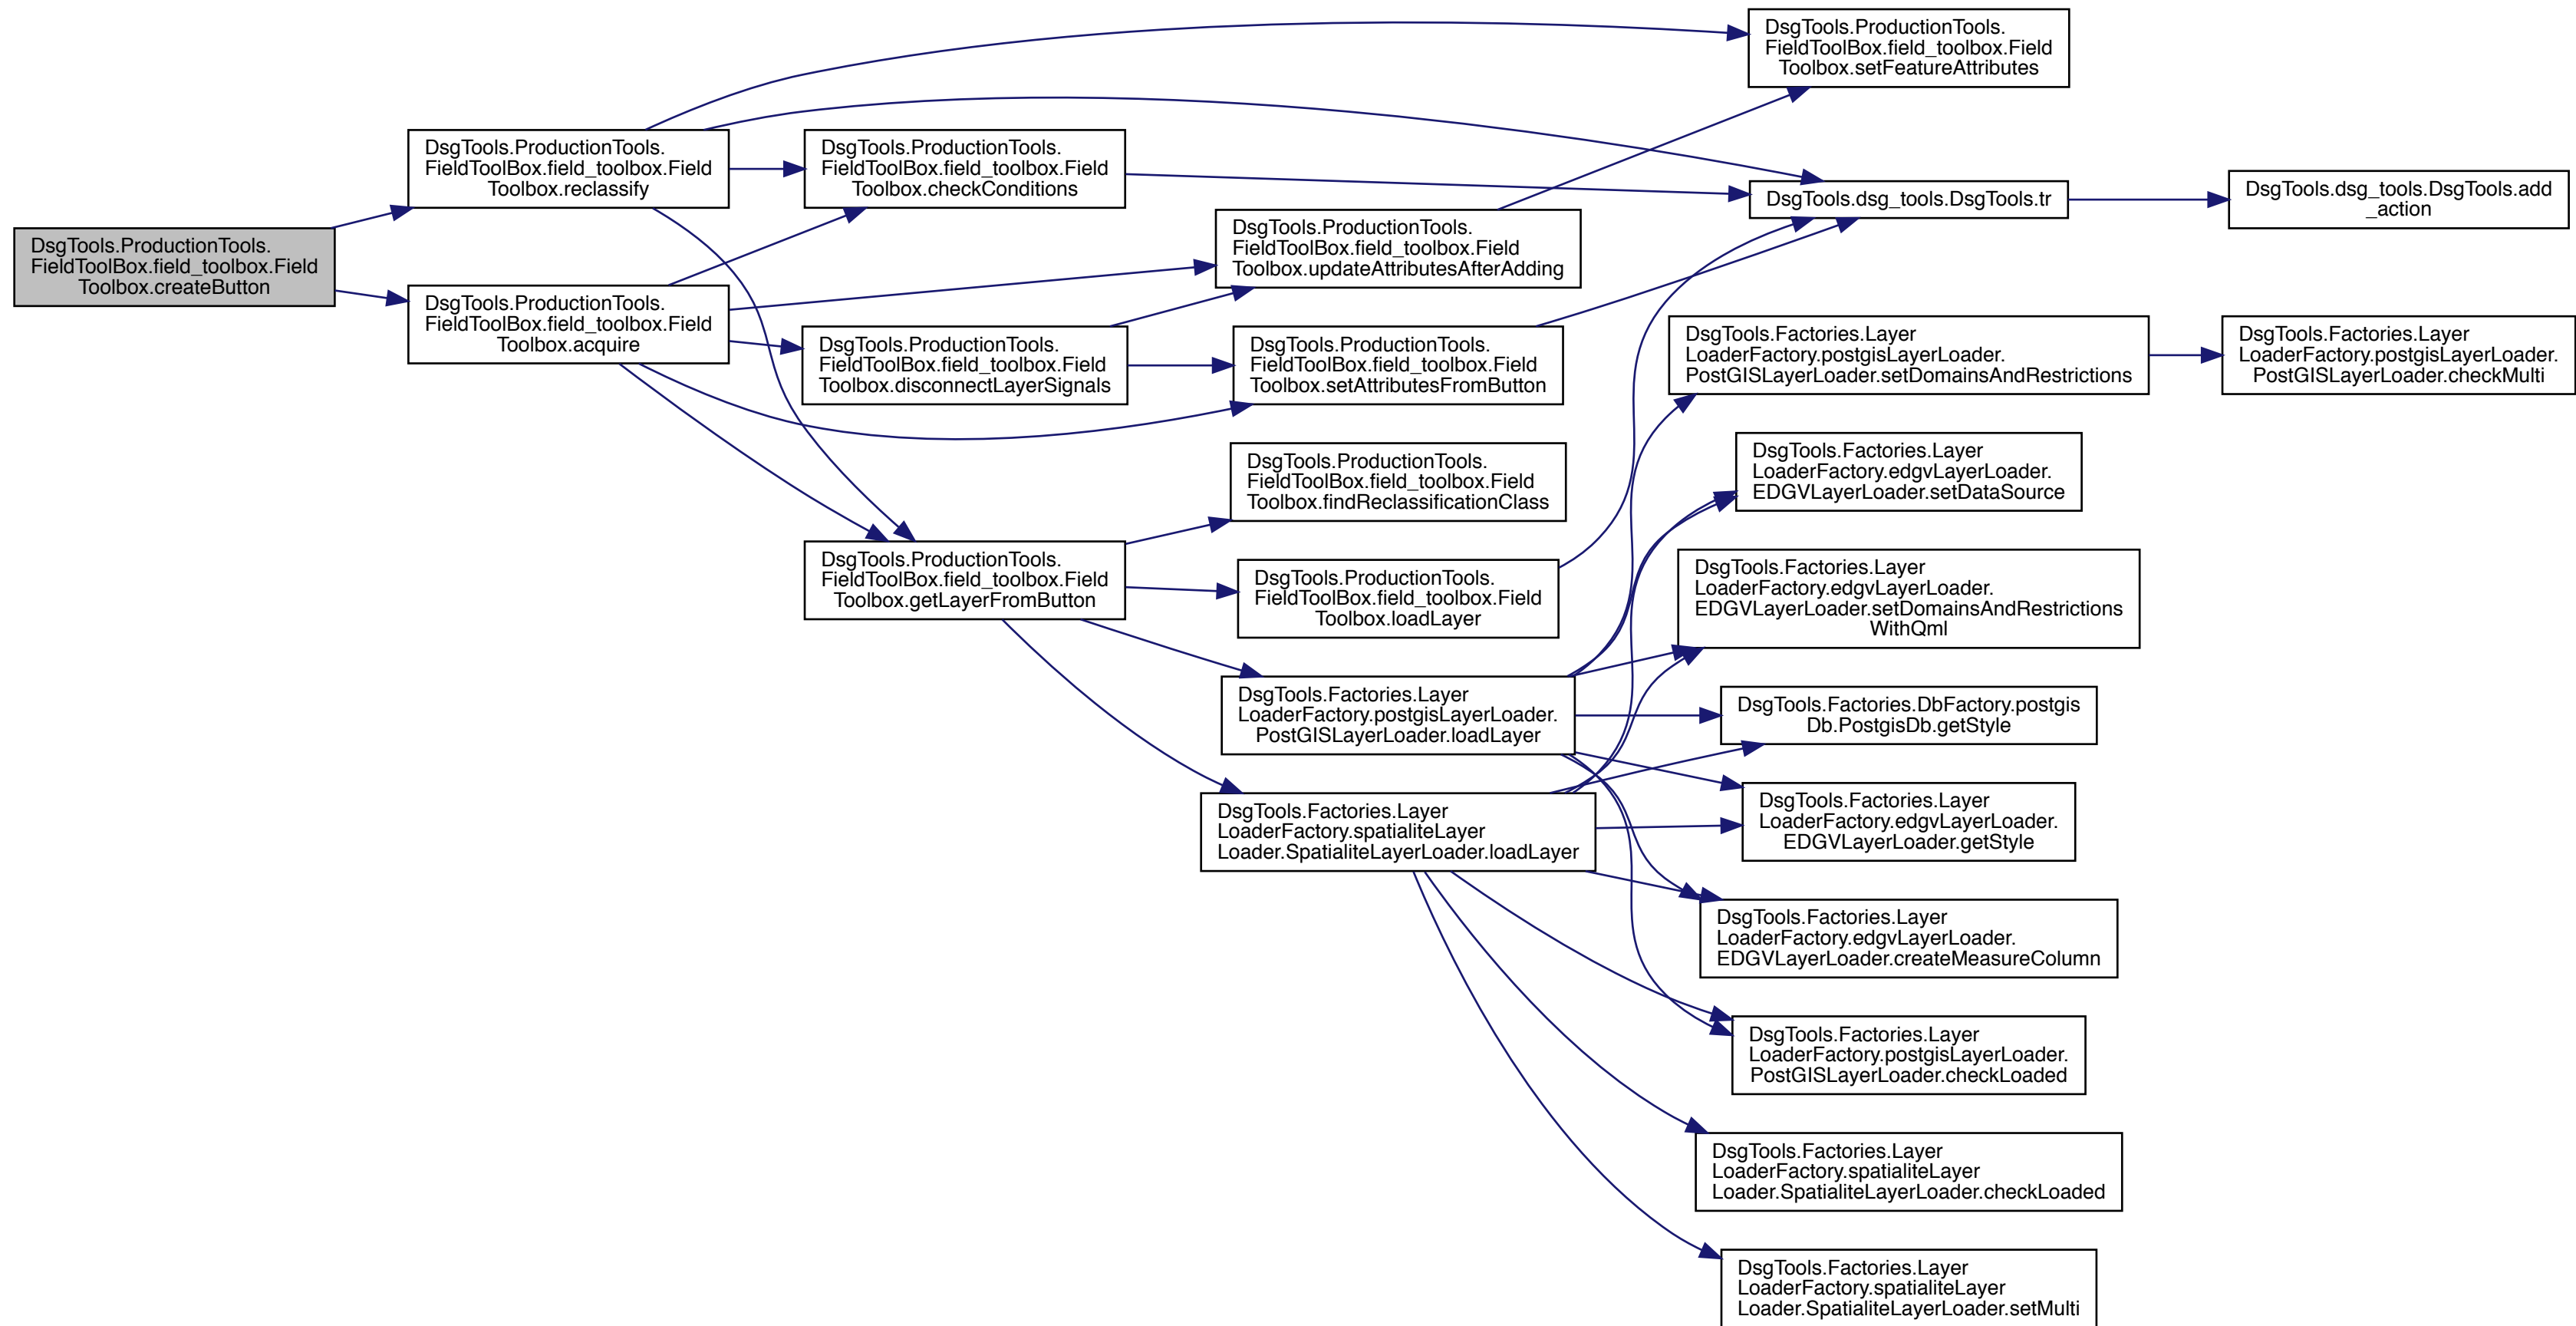 DsgTools.ProductionTools.
FieldToolBox.field_toolbox.Field
Toolbox.createButton
DsgTools.ProductionTools.
FieldToolBox.field_toolbox.Field
Toolbox.reclassify
DsgTools.ProductionTools.
FieldToolBox.field_toolbox.Field
Toolbox.acquire
DsgTools.ProductionTools.
FieldToolBox.field_toolbox.Field
Toolbox.checkConditions
DsgTools.ProductionTools.
FieldToolBox.field_toolbox.Field
Toolbox.disconnectLayerSignals
DsgTools.ProductionTools.
FieldToolBox.field_toolbox.Field
Toolbox.getLayerFromButton
DsgTools.ProductionTools.
FieldToolBox.field_toolbox.Field
Toolbox.updateAttributesAfterAdding
DsgTools.ProductionTools.
FieldToolBox.field_toolbox.Field
Toolbox.setAttributesFromButton
DsgTools.ProductionTools.
FieldToolBox.field_toolbox.Field
Toolbox.findReclassificationClass
DsgTools.ProductionTools.
FieldToolBox.field_toolbox.Field
Toolbox.loadLayer
DsgTools.Factories.Layer
LoaderFactory.postgisLayerLoader.
PostGISLayerLoader.loadLayer
DsgTools.Factories.Layer
LoaderFactory.spatialiteLayer
Loader.SpatialiteLayerLoader.loadLayer
DsgTools.ProductionTools.
FieldToolBox.field_toolbox.Field
Toolbox.setFeatureAttributes
DsgTools.dsg_tools.DsgTools.tr
DsgTools.Factories.Layer
LoaderFactory.postgisLayerLoader.
PostGISLayerLoader.setDomainsAndRestrictions
DsgTools.Factories.Layer
LoaderFactory.edgvLayerLoader.
EDGVLayerLoader.setDataSource
DsgTools.Factories.Layer
LoaderFactory.edgvLayerLoader.
EDGVLayerLoader.setDomainsAndRestrictions
WithQml
DsgTools.Factories.DbFactory.postgis
Db.PostgisDb.getStyle
DsgTools.Factories.Layer
LoaderFactory.edgvLayerLoader.
EDGVLayerLoader.getStyle
DsgTools.Factories.Layer
LoaderFactory.edgvLayerLoader.
EDGVLayerLoader.createMeasureColumn
DsgTools.Factories.Layer
LoaderFactory.postgisLayerLoader.
PostGISLayerLoader.checkLoaded
DsgTools.Factories.Layer
LoaderFactory.spatialiteLayer
Loader.SpatialiteLayerLoader.checkLoaded
DsgTools.Factories.Layer
LoaderFactory.spatialiteLayer
Loader.SpatialiteLayerLoader.setMulti
DsgTools.dsg_tools.DsgTools.add
_action
DsgTools.Factories.Layer
LoaderFactory.postgisLayerLoader.
PostGISLayerLoader.checkMulti